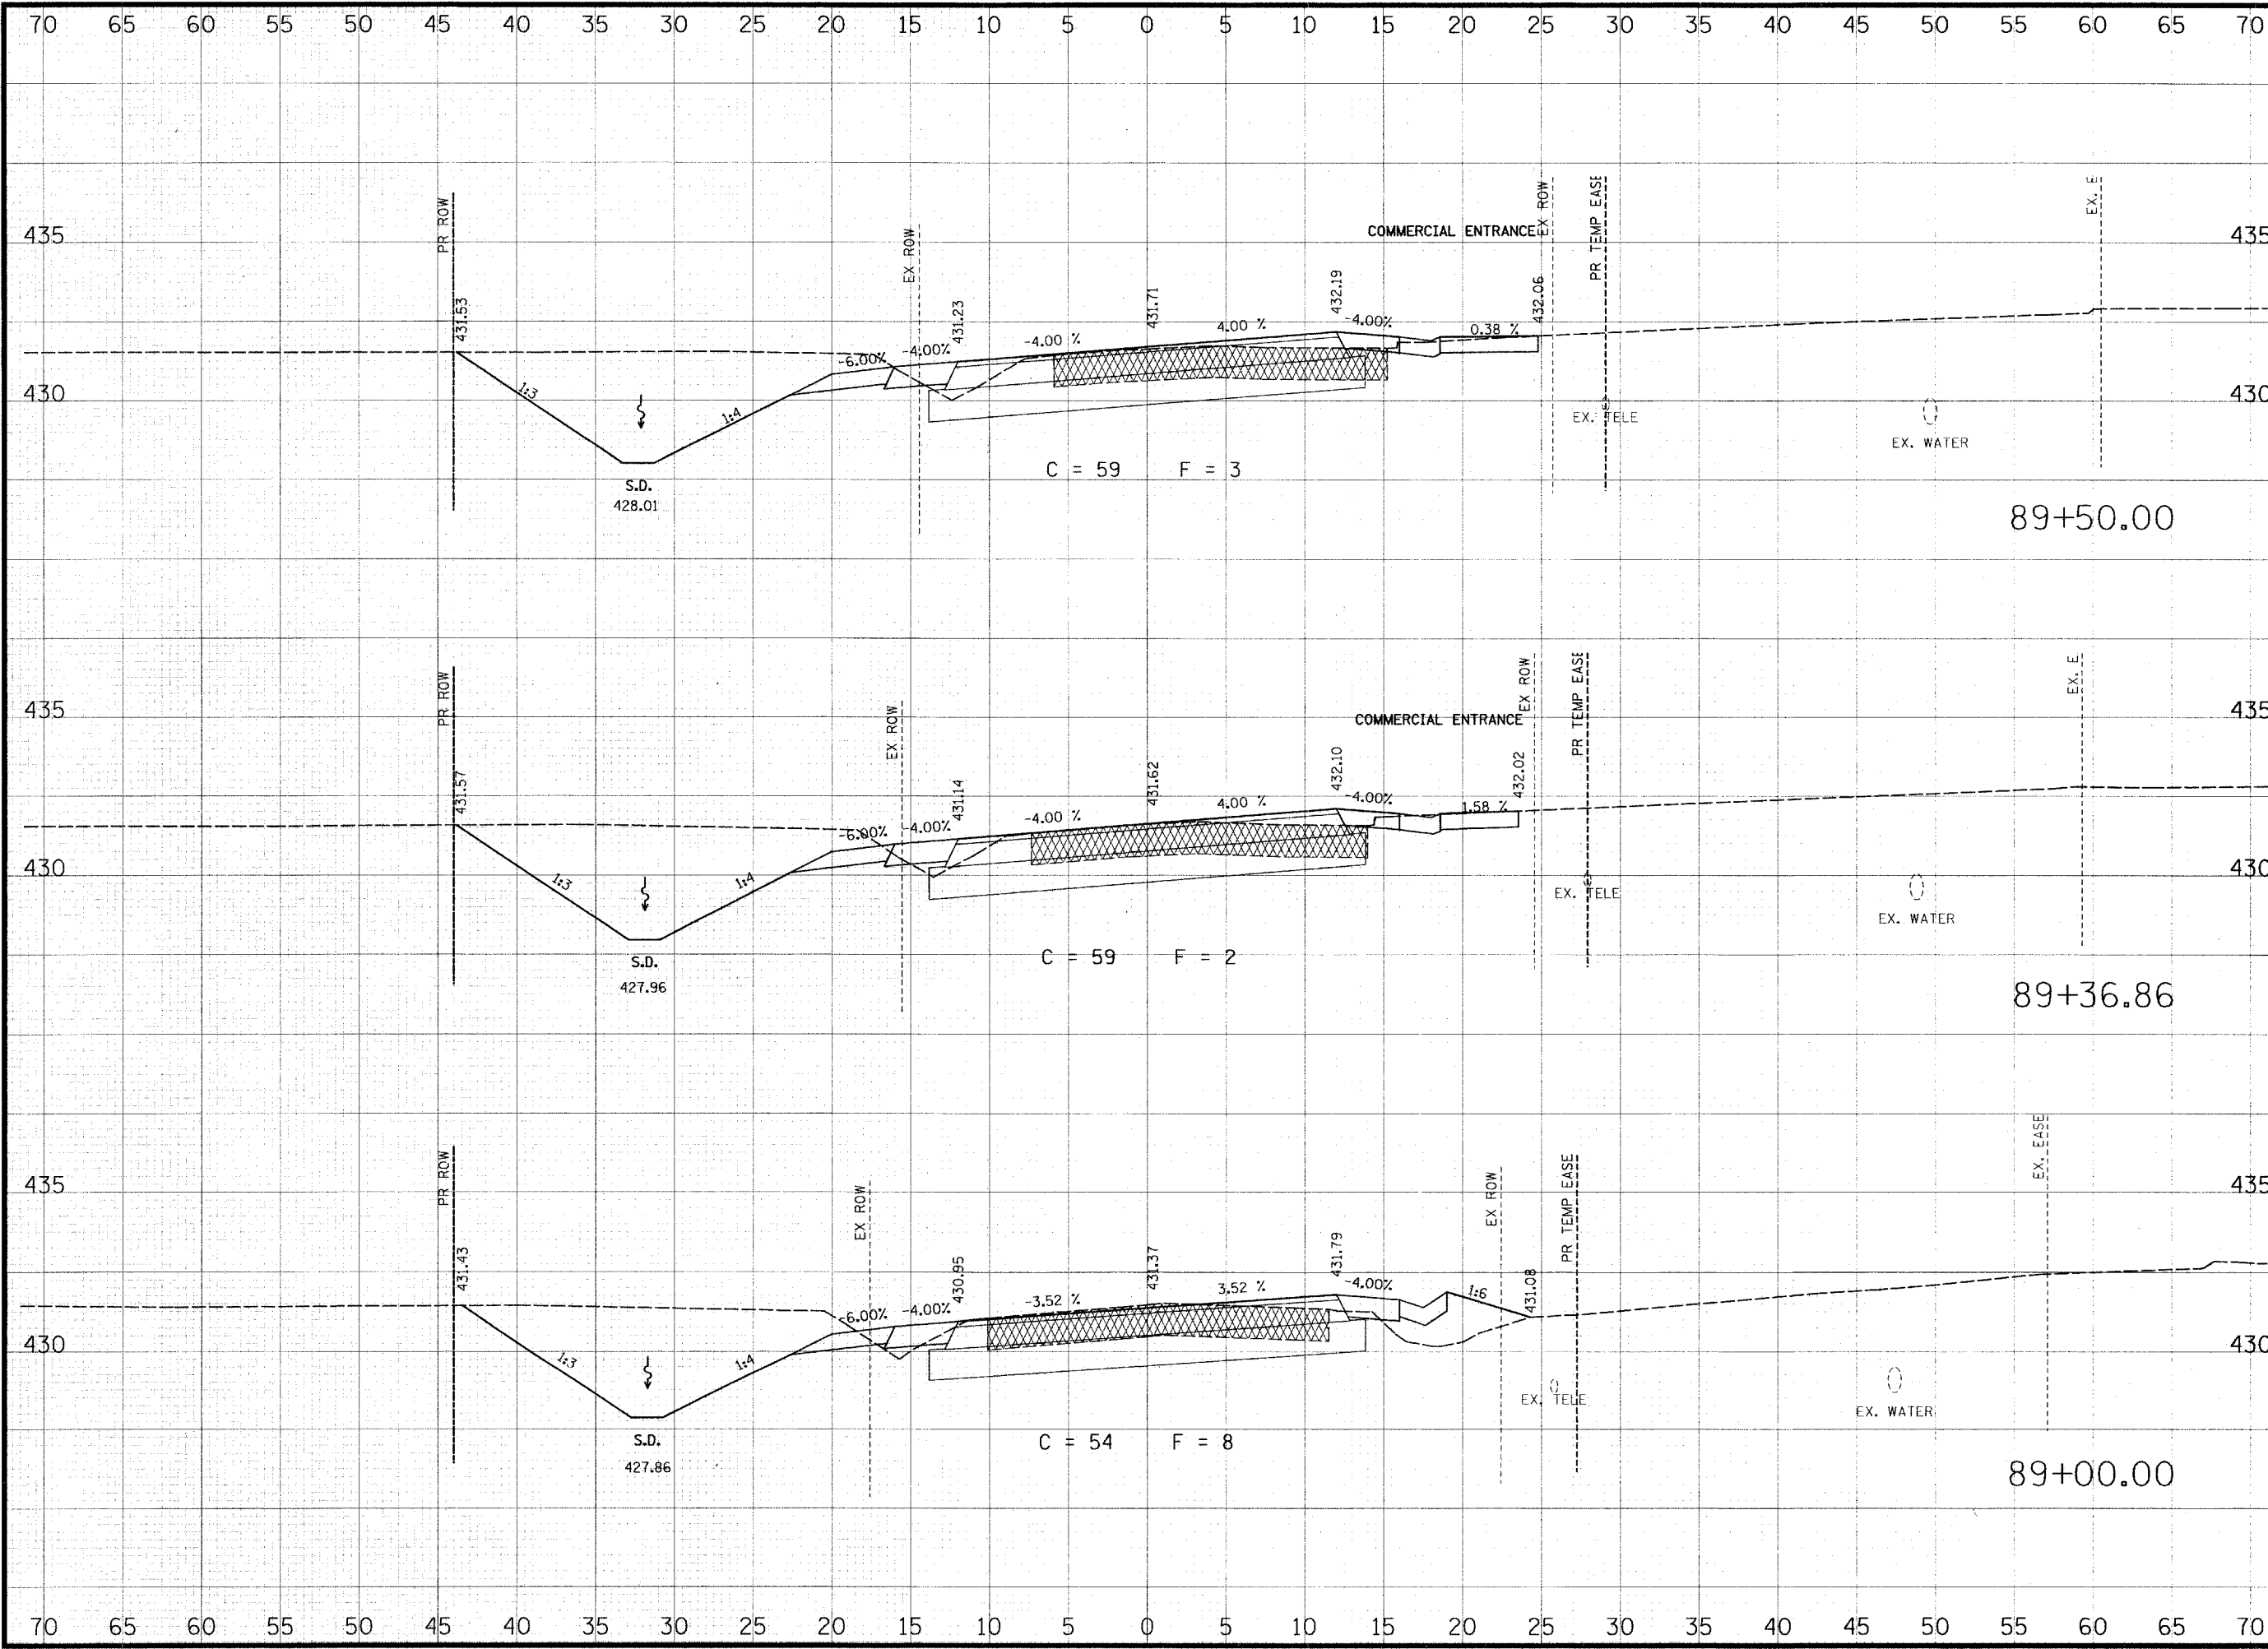 70 65 60 55 50 45 40 35 30 25 20 15 10 5 0 5 10 15 20 25 30 35 40 45 50 55 60 65 70
PR ROW
EX ROW
COMMERCIAL ENTRANCE
EX ROW
PR TEMP EASE
EX. E
435 435
431.53 431.23 431.71 432.19 432.06
-6.00% -4.00% -4.00 % 4.00 % -4.00% 0.38 %
1:3 1:4
430 430
EX. TELE
EX. WATER
C = 59 F = 3
S.D.
428.01
89+50.00
PR ROW
EX ROW
COMMERCIAL ENTRANCE
EX ROW
PR TEMP EASE
EX. E
435 435
431.57 431.14 431.62 432.10 432.02
-6.00% -4.00% -4.00 % 4.00 % -4.00% 1.58 %
1:3 1:4
430 430
EX. TELE
EX. WATER
C = 59 F = 2
S.D.
427.96
89+36.86
PR ROW
EX ROW
EX ROW
PR TEMP EASE
EX. EASE
435 435
431.43 430.95 431.37 431.79 431.08
-6.00% -4.00% -3.52 % 3.52 % -4.00% 1:6
1:3 1:4
430 430
EX. TELE
EX. WATER
C = 54 F = 8
S.D.
427.86
89+00.00
70 65 60 55 50 45 40 35 30 25 20 15 10 5 0 5 10 15 20 25 30 35 40 45 50 55 60 65 70